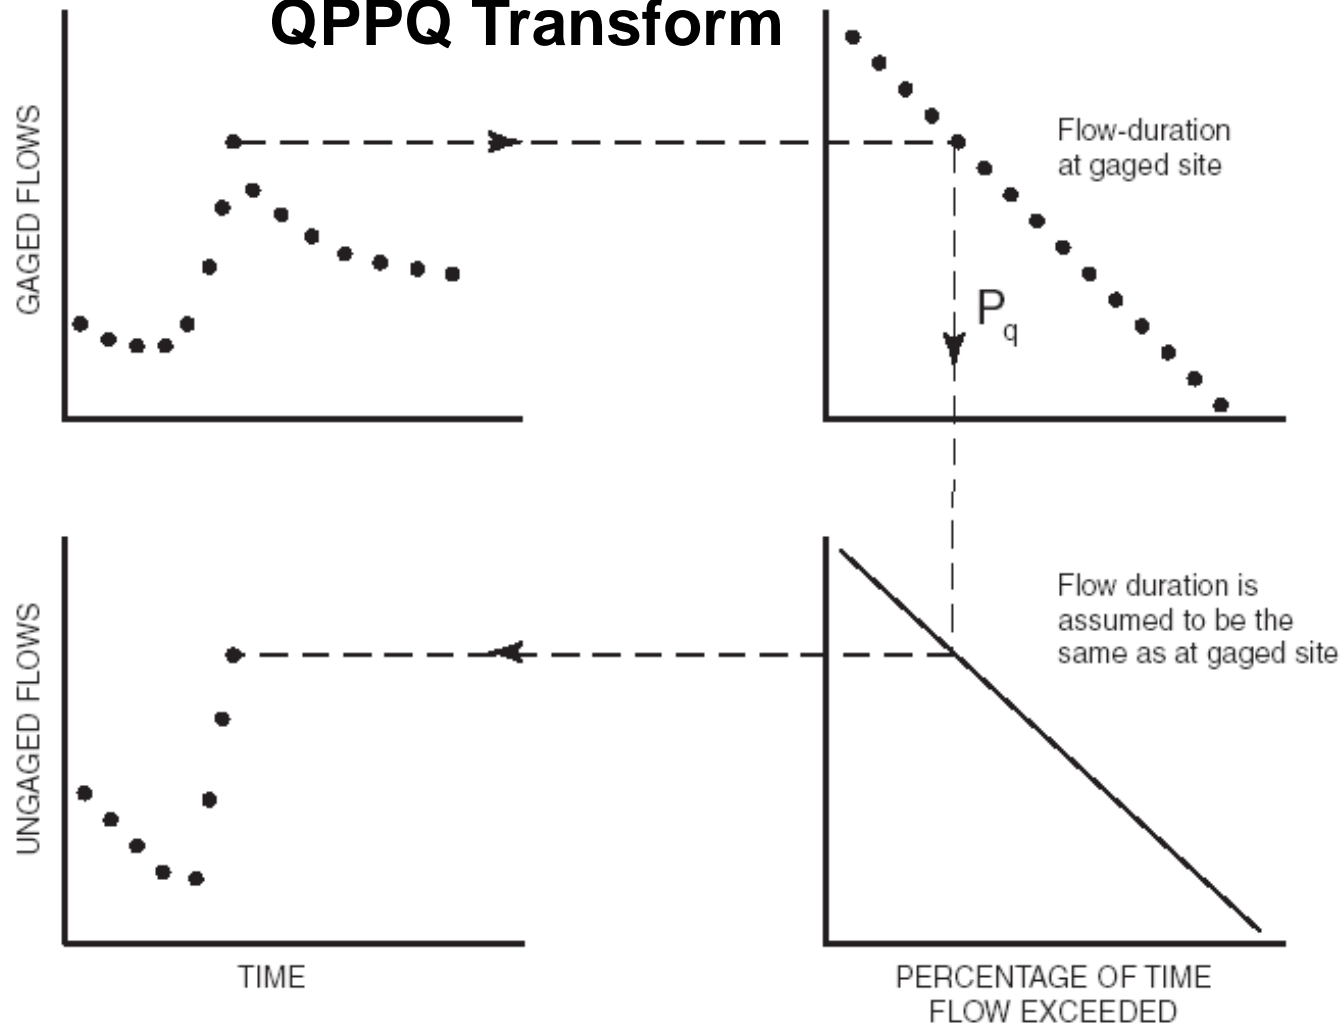 QPPQ Transform
GAGED FLOWS
Flow-duration
at gaged site
Pq
UNGAGED FLOWS
Flow duration is
assumed to be the
same as at gaged site
TIME
PERCENTAGE OF TIME
FLOW EXCEEDED